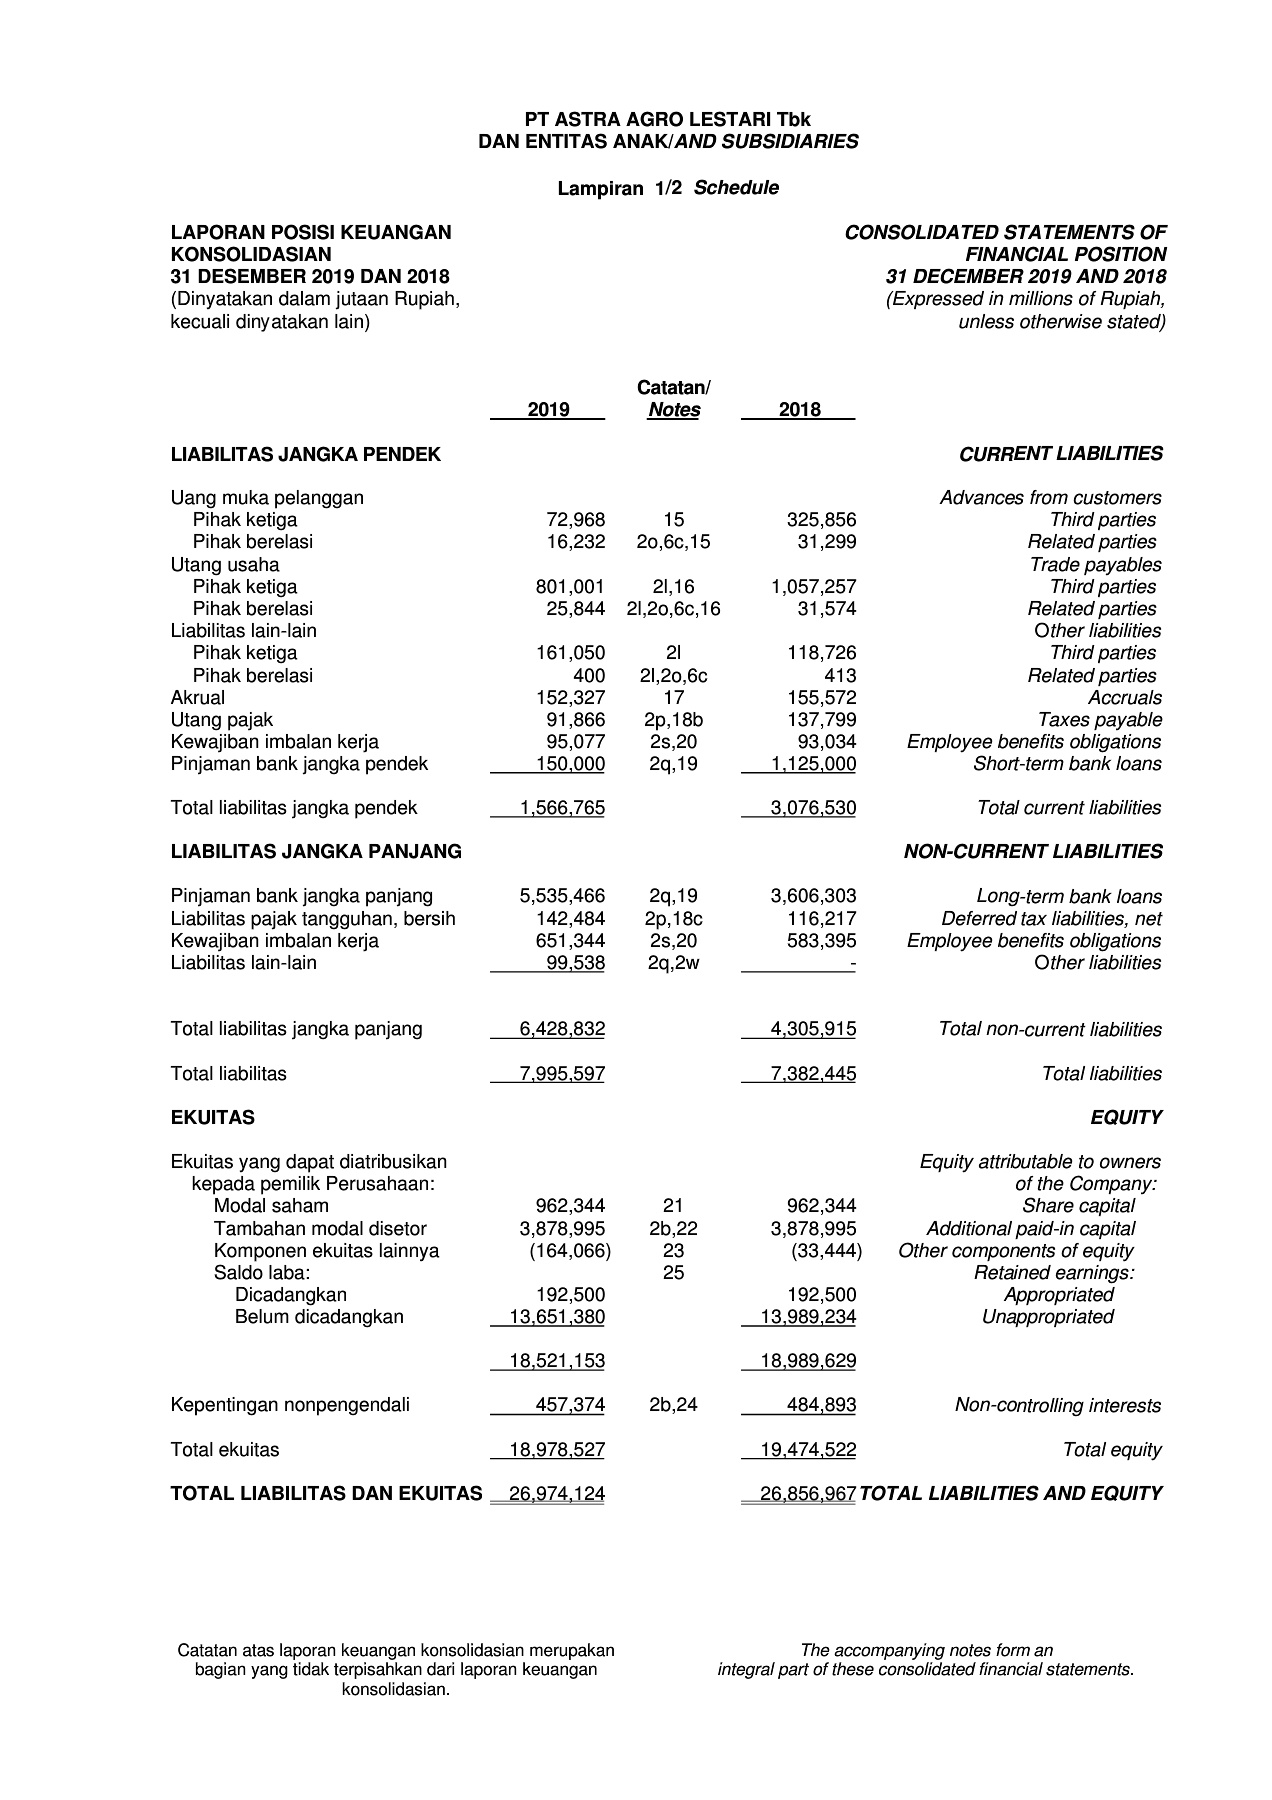 PT ASTRA AGRO LESTARI Tbk
DAN ENTITAS ANAK/AND SUBSIDIARIES
Lampiran 1/2 Schedule
LAPORAN POSISI KEUANGAN CONSOLIDATED STATEMENTS OF
KONSOLIDASIAN FINANCIAL POSITION
31 DESEMBER 2019 DAN 2018 31 DECEMBER 2019 AND 2018
(Dinyatakan dalam jutaan Rupiah, (Expressed in millions of Rupiah,
kecuali dinyatakan lain) unless otherwise stated)
Catatan/
2019 Notes 2018
LIABILITAS JANGKA PENDEK CURRENT LIABILITIES
Uang muka pelanggan Advances from customers
Pihak ketiga 72,968 15 325,856 Third parties
Pihak berelasi 16,232 2o,6c,15 31,299 Related parties
Utang usaha Trade payables
Pihak ketiga 801,001 2l,16 1,057,257 Third parties
Pihak berelasi 25,844 2l,2o,6c,16 31,574 Related parties
Liabilitas lain-lain Other liabilities
Pihak ketiga 161,050 2l 118,726 Third parties
Pihak berelasi 400 2l,2o,6c 413 Related parties
Akrual 152,327 17 155,572 Accruals
Utang pajak 91,866 2p,18b 137,799 Taxes payable
Kewajiban imbalan kerja 95,077 2s,20 93,034 Employee benefits obligations
Pinjaman bank jangka pendek 150,000 2q,19 1,125,000 Short-term bank loans
Total liabilitas jangka pendek 1,566,765 3,076,530 Total current liabilities
LIABILITAS JANGKA PANJANG NON-CURRENT LIABILITIES
Pinjaman bank jangka panjang 5,535,466 2q,19 3,606,303 Long-term bank loans
Liabilitas pajak tangguhan, bersih 142,484 2p,18c 116,217 Deferred tax liabilities, net
Kewajiban imbalan kerja 651,344 2s,20 583,395 Employee benefits obligations
Liabilitas lain-lain 99,538 2q,2w - Other liabilities
Total liabilitas jangka panjang 6,428,832 4,305,915 Total non-current liabilities
Total liabilitas 7,995,597 7,382,445 Total liabilities
EKUITAS EQUITY
Ekuitas yang dapat diatribusikan Equity attributable to owners
kepada pemilik Perusahaan: of the Company:
Modal saham 962,344 21 962,344 Share capital
Tambahan modal disetor 3,878,995 2b,22 3,878,995 Additional paid-in capital
Komponen ekuitas lainnya (164,066) 23 (33,444) Other components of equity
Saldo laba: 25 Retained earnings:
Dicadangkan 192,500 192,500 Appropriated
Belum dicadangkan 13,651,380 13,989,234 Unappropriated
18,521,153 18,989,629
Kepentingan nonpengendali 457,374 2b,24 484,893 Non-controlling interests
Total ekuitas 18,978,527 19,474,522 Total equity
TOTAL LIABILITAS DAN EKUITAS 26,974,124 26,856,967 TOTAL LIABILITIES AND EQUITY
Catatan atas laporan keuangan konsolidasian merupakan The accompanying notes form an
bagian yang tidak terpisahkan dari laporan keuangan integral part of these consolidated financial statements.
konsolidasian.